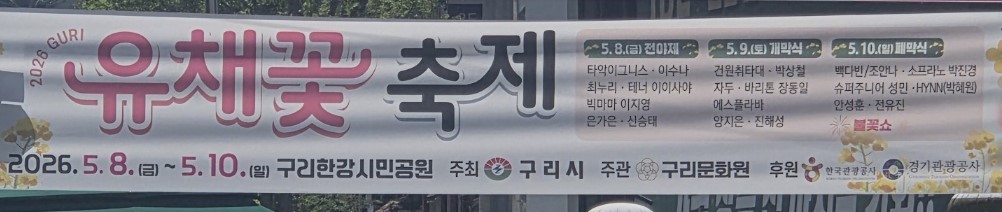 2026 GURI
유채꽃 축제
5.8.(금) 전야제
타악이그니스 · 이수나
최누리 · 테너 이이사야
빅마마 이지영
은가은 · 신승태
5.9.(토) 개막식
건원취타대 · 박상철
자두 · 바리톤 장동일
에스플라바
양지은 · 진해성
5.10.(일) 폐막식
백다빈/조안나 · 소프라노 박진경
슈퍼주니어 성민 · HYNN(박혜원)
안성훈 · 전유진
불꽃쇼
2026. 5. 8.(금) ~ 5. 10.(일) 구리한강시민공원 주최 구리시 주관 구리문화원 후원 한국관광공사 경기관광공사